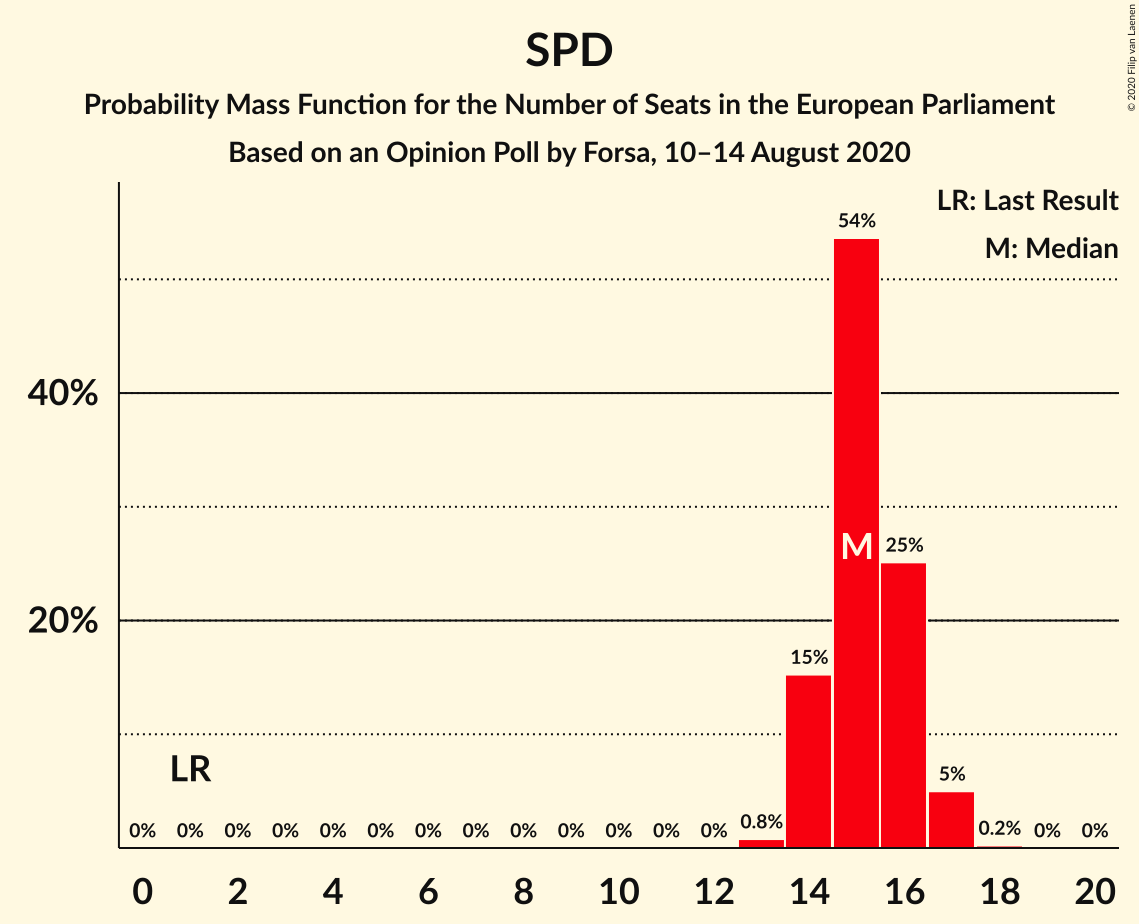 SPD
Probability Mass Function for the Number of Seats in the European Parliament
Based on an Opinion Poll by Forsa, 10–14 August 2020
© 2020 Filip van Laenen
LR: Last Result
M: Median
54%
40%
M
25%
20%
15%
LR
5%
0% 0% 0% 0% 0% 0% 0% 0% 0% 0% 0% 0% 0% 0.8% 0.2% 0% 0%
0 2 4 6 8 10 12 14 16 18 20